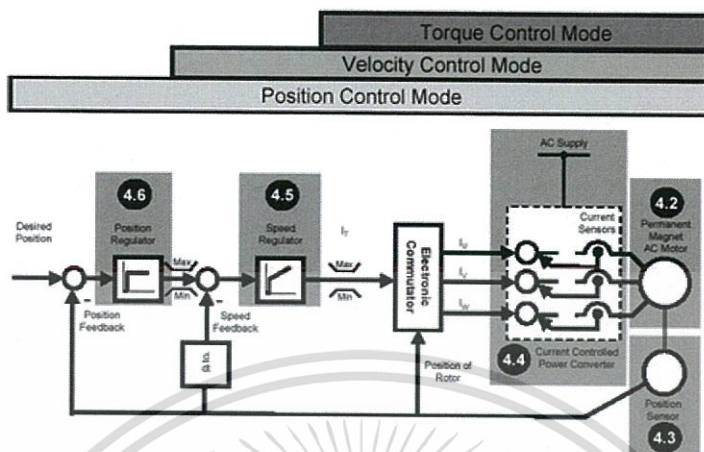 Torque Control Mode
Velocity Control Mode
Position Control Mode
AC Supply
4.6
4.5
4.2
Desired
Position
Position
Regulator
Speed
Regulator
I_T
Current
Sensors
Permanent
Magnet
AC Motor
Max
Min
Max
Min
Electronic
Commutator
I_U
I_V
I_W
Position
Feedback
Speed
Feedback
d
dt
Position of
Rotor
4.4
Current Controlled
Power Converter
Position
Sensor
4.3